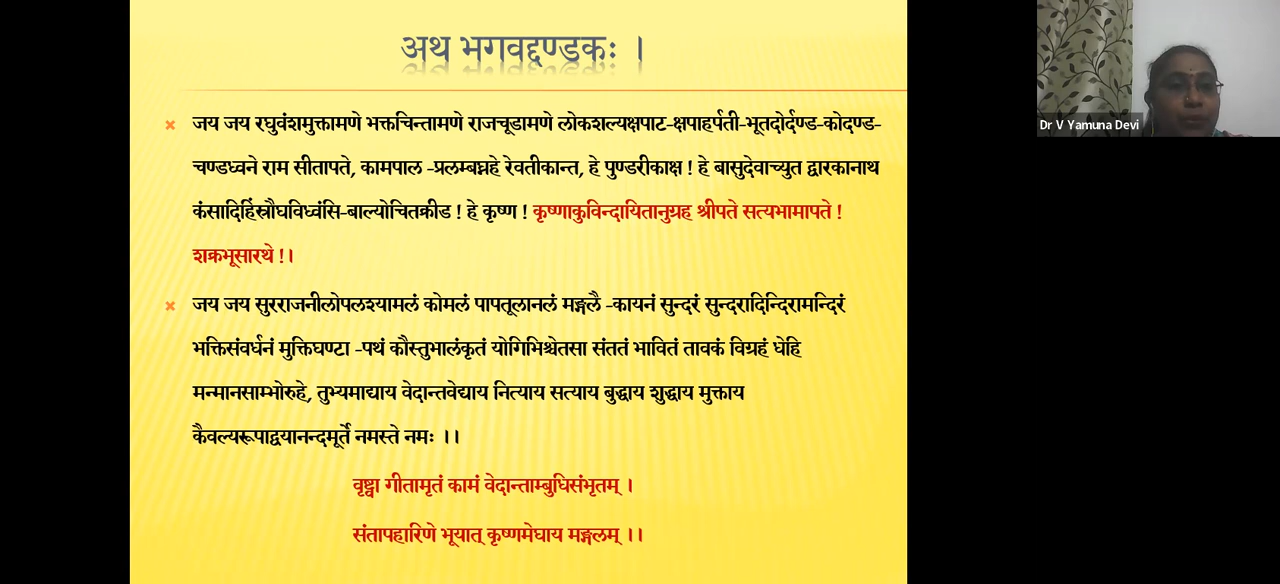 अथ भगवद्दण्डकः ।
जय जय रघुवंशमुक्तामणे भक्तचिन्तामणे राजचूडामणे लोकशल्यक्षपाट-क्षपाहर्पती-भूतदोर्दण्ड-कोदण्ड-
चण्डध्वने राम सीतापते, कामपाल -प्रलम्बघ्नहे रेवतीकान्त, हे पुण्डरीकाक्ष ! हे बासुदेवाच्युत द्वारकानाथ
कंसादिहिंस्रौघविध्वंसि-बाल्योचितक्रीड ! हे कृष्ण ! कृष्णाकुविन्दायितानुग्रह श्रीपते सत्यभामापते !
शक्रभूसारथे !।
जय जय सुरराजनीलोपलश्यामलं कोमलं पापतूलानलं मङ्गलै -कायनं सुन्दरं सुन्दरादिन्दिरामन्दिरं
भक्तिसंवर्धनं मुक्तिघण्टा -पथं कौस्तुभालंकृतं योगिभिश्चेतसा संततं भावितं तावकं विग्रहं धेहि
मन्मानसाम्भोरुहे, तुभ्यमाद्याय वेदान्तवेद्याय नित्याय सत्याय बुद्धाय शुद्धाय मुक्ताय
कैवल्यरूपाद्वयानन्दमूर्ते नमस्ते नमः ।।
वृष्ट्वा गीतामृतं कामं वेदान्ताम्बुधिसंभृतम् ।
संतापहारिणे भूयात् कृष्णमेघाय मङ्गलम् ।।
Dr V Yamuna Devi